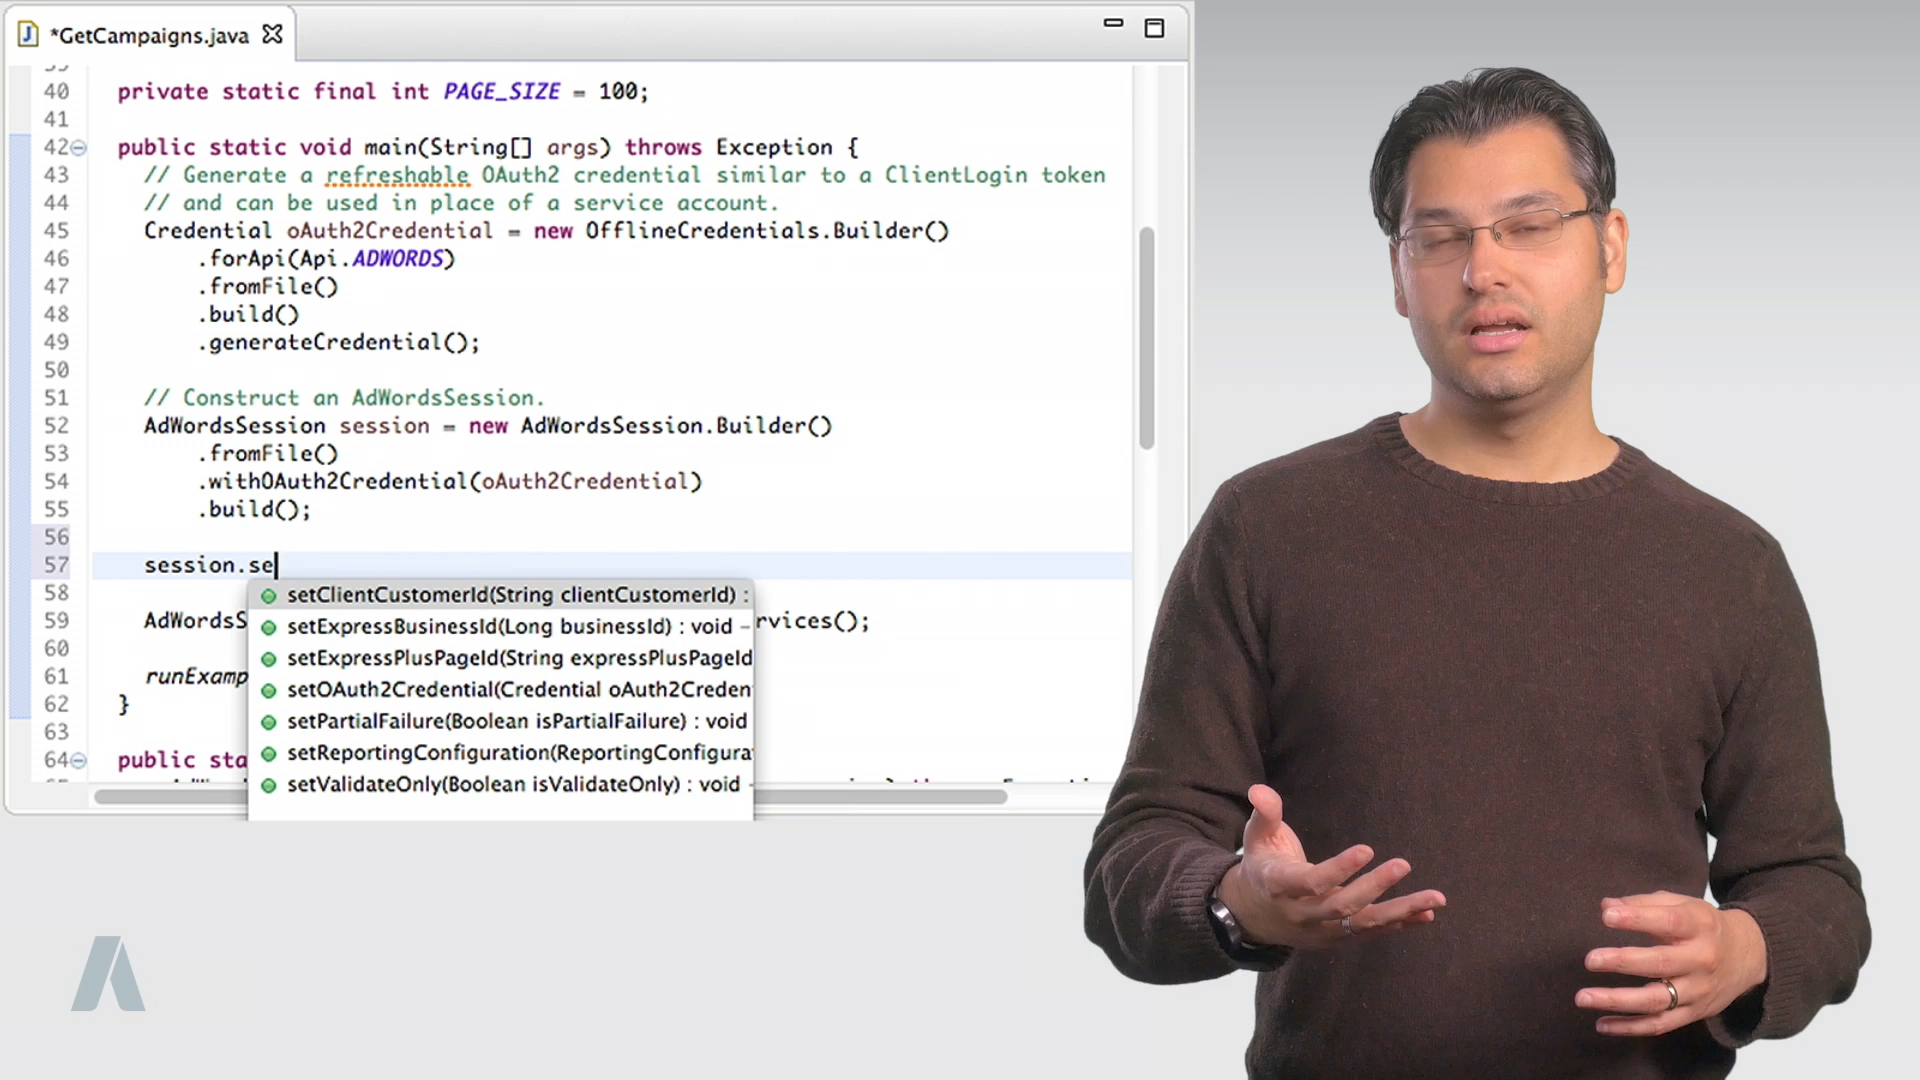 *GetCampaigns.java
40 private static final int PAGE_SIZE = 100;
41
42 public static void main(String[] args) throws Exception {
43 // Generate a refreshable OAuth2 credential similar to a ClientLogin token
44 // and can be used in place of a service account.
45 Credential oAuth2Credential = new OfflineCredentials.Builder()
46 .forApi(Api.ADWORDS)
47 .fromFile()
48 .build()
49 .generateCredential();
50
51 // Construct an AdWordsSession.
52 AdWordsSession session = new AdWordsSession.Builder()
53 .fromFile()
54 .withOAuth2Credential(oAuth2Credential)
55 .build();
56
57 session.se
58 setClientCustomerId(String clientCustomerId) :
59 AdWordsS rvices();
setExpressBusinessId(Long businessId) : void –
60 setExpressPlusPageId(String expressPlusPageId
61 runExamp
62 } setOAuth2Credential(Credential oAuth2Creden
63 setPartialFailure(Boolean isPartialFailure) : void
64 public sta setReportingConfiguration(ReportingConfigura
setValidateOnly(Boolean isValidateOnly) : void –